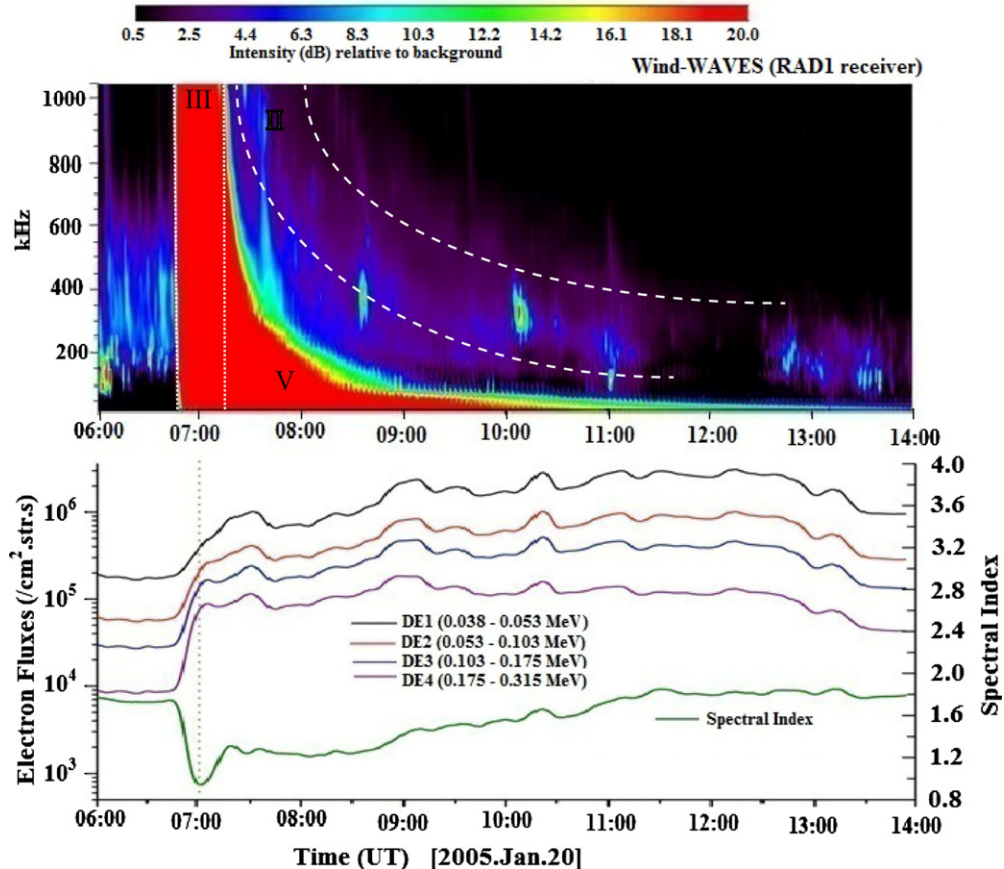 0.5 2.5 4.4 6.3 8.3 10.3 12.2 14.2 16.1 18.1 20.0
Intensity (dB) relative to background
Wind-WAVES (RAD1 receiver)
III
II
V
kHz
1000
800
600
400
200
06:00 07:00 08:00 09:00 10:00 11:00 12:00 13:00 14:00
Electron Fluxes (/cm².str.s)
10⁶
10⁵
10⁴
10³
DE1 (0.038 - 0.053 MeV)
DE2 (0.053 - 0.103 MeV)
DE3 (0.103 - 0.175 MeV)
DE4 (0.175 - 0.315 MeV)
Spectral Index
4.0
3.6
3.2
2.8
2.4
2.0
1.6
1.2
0.8
Spectral Index
06:00 07:00 08:00 09:00 10:00 11:00 12:00 13:00 14:00
Time (UT) [2005.Jan.20]